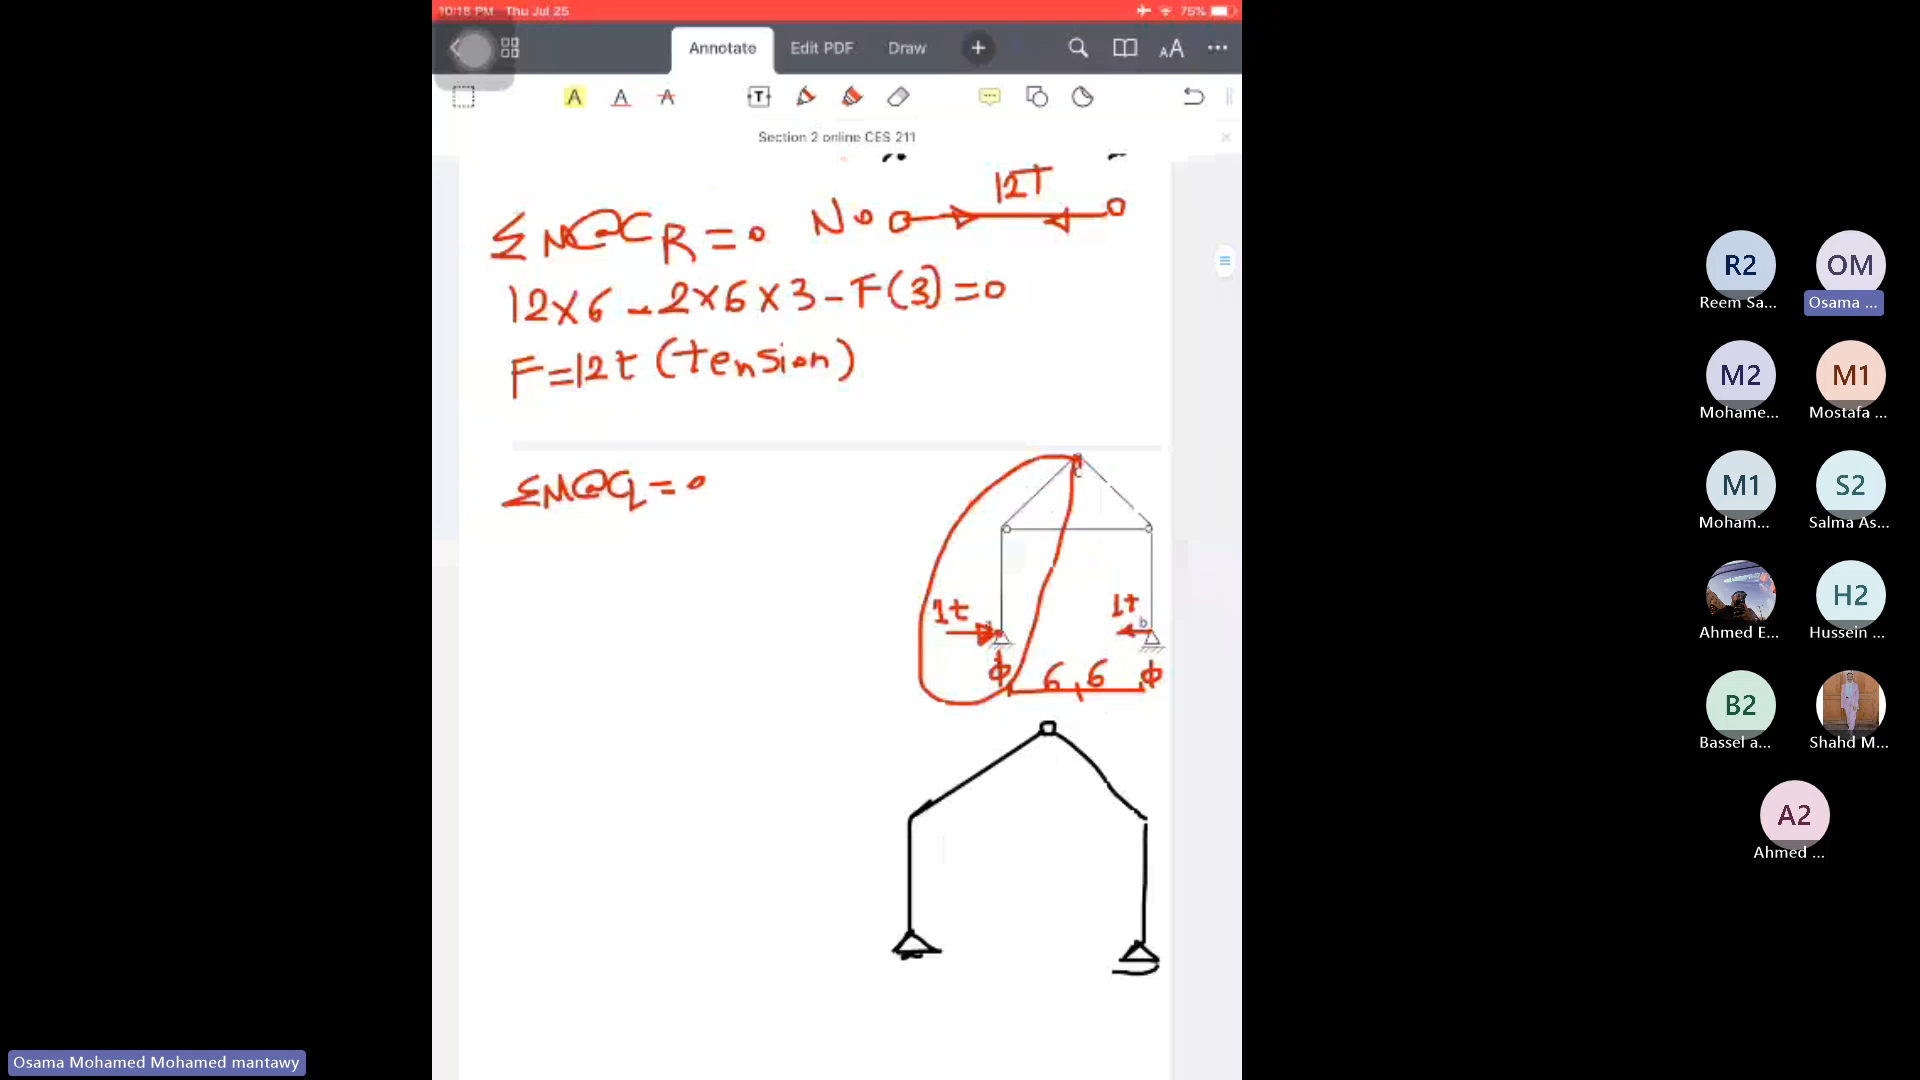 10:18 PM Thu Jul 25
75%
Annotate Edit PDF Draw
Section 2 online CES 211
ΣM@C R = 0 No 12T
12×6 - 2×6×3 - F(3) = 0
F = 12t (tension)
ΣM@CL = 0
c
1t
1t
b
ϕ 6 6 ϕ
R2 OM
Reem Sa... Osama ...
M2 M1
Mohame... Mostafa ...
M1 S2
Moham... Salma As...
H2
Ahmed E... Hussein ...
B2
Bassel a... Shahd M...
A2
Ahmed ...
Osama Mohamed Mohamed mantawy